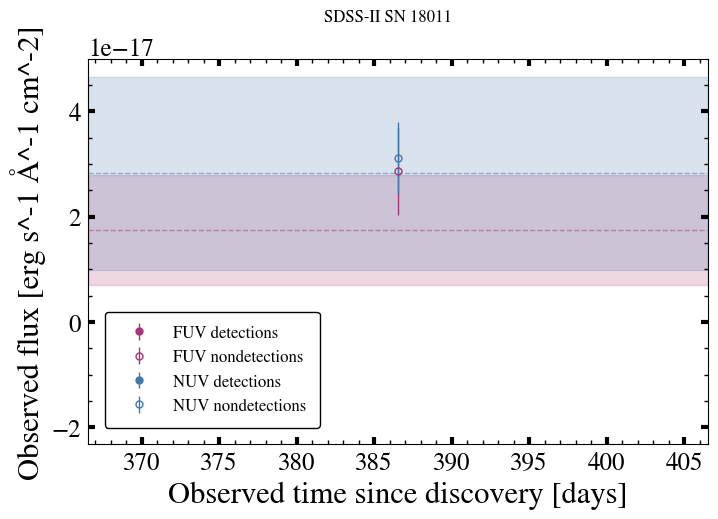 SDSS-II SN 18011
1e−17
Observed flux [erg s^-1 Å^-1 cm^-2]
4
2
0
−2
FUV detections
FUV nondetections
NUV detections
NUV nondetections
370 375 380 385 390 395 400 405
Observed time since discovery [days]